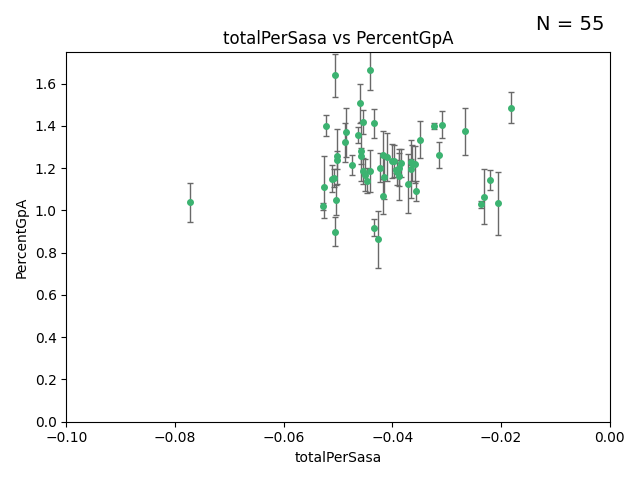 N = 55
totalPerSasa vs PercentGpA
PercentGpA
1.6
1.4
1.2
1.0
0.8
0.6
0.4
0.2
0.0
−0.10 −0.08 −0.06 −0.04 −0.02 0.00
totalPerSasa